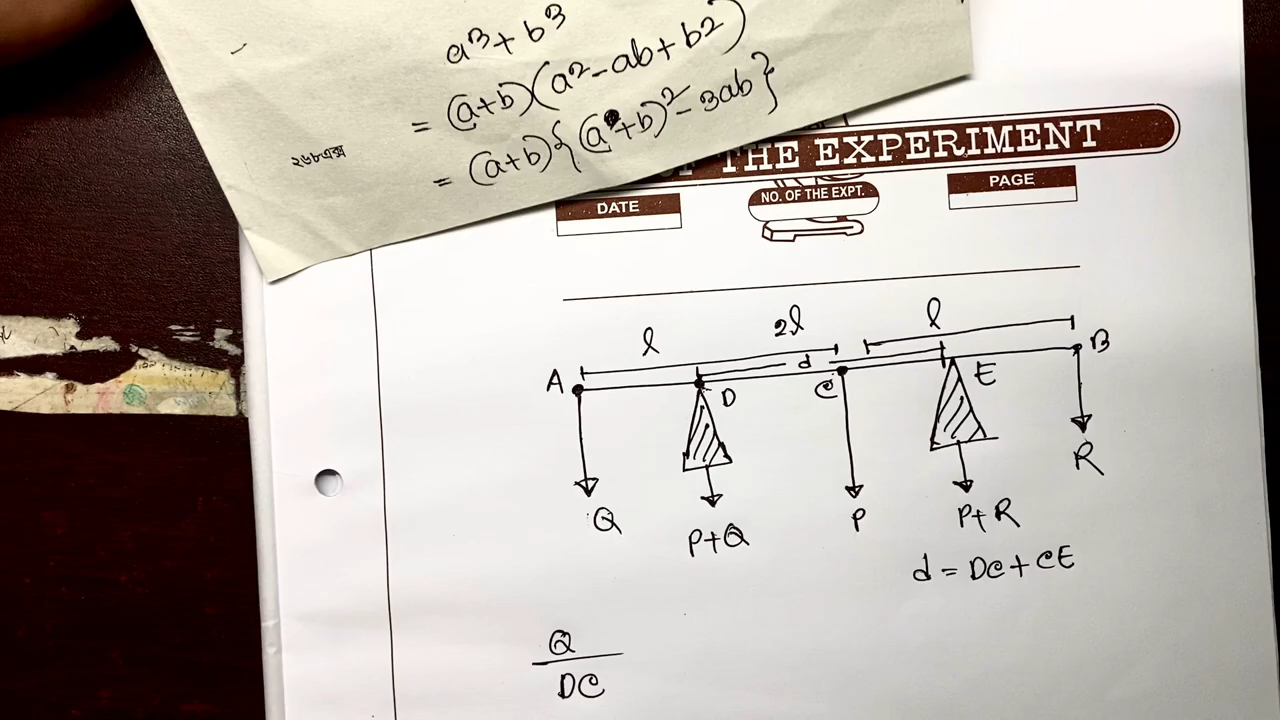 a³ + b³
= (a+b)(a² - ab + b2)
২৬৮এক্স
= (a+b){(a+b)² - 3ab}
THE EXPERIMENT
DATE
NO. OF THE EXPT.
PAGE
l 2l l
A D d C E B
Q P+Q P P+R R
d = DC + CE
Q
DC